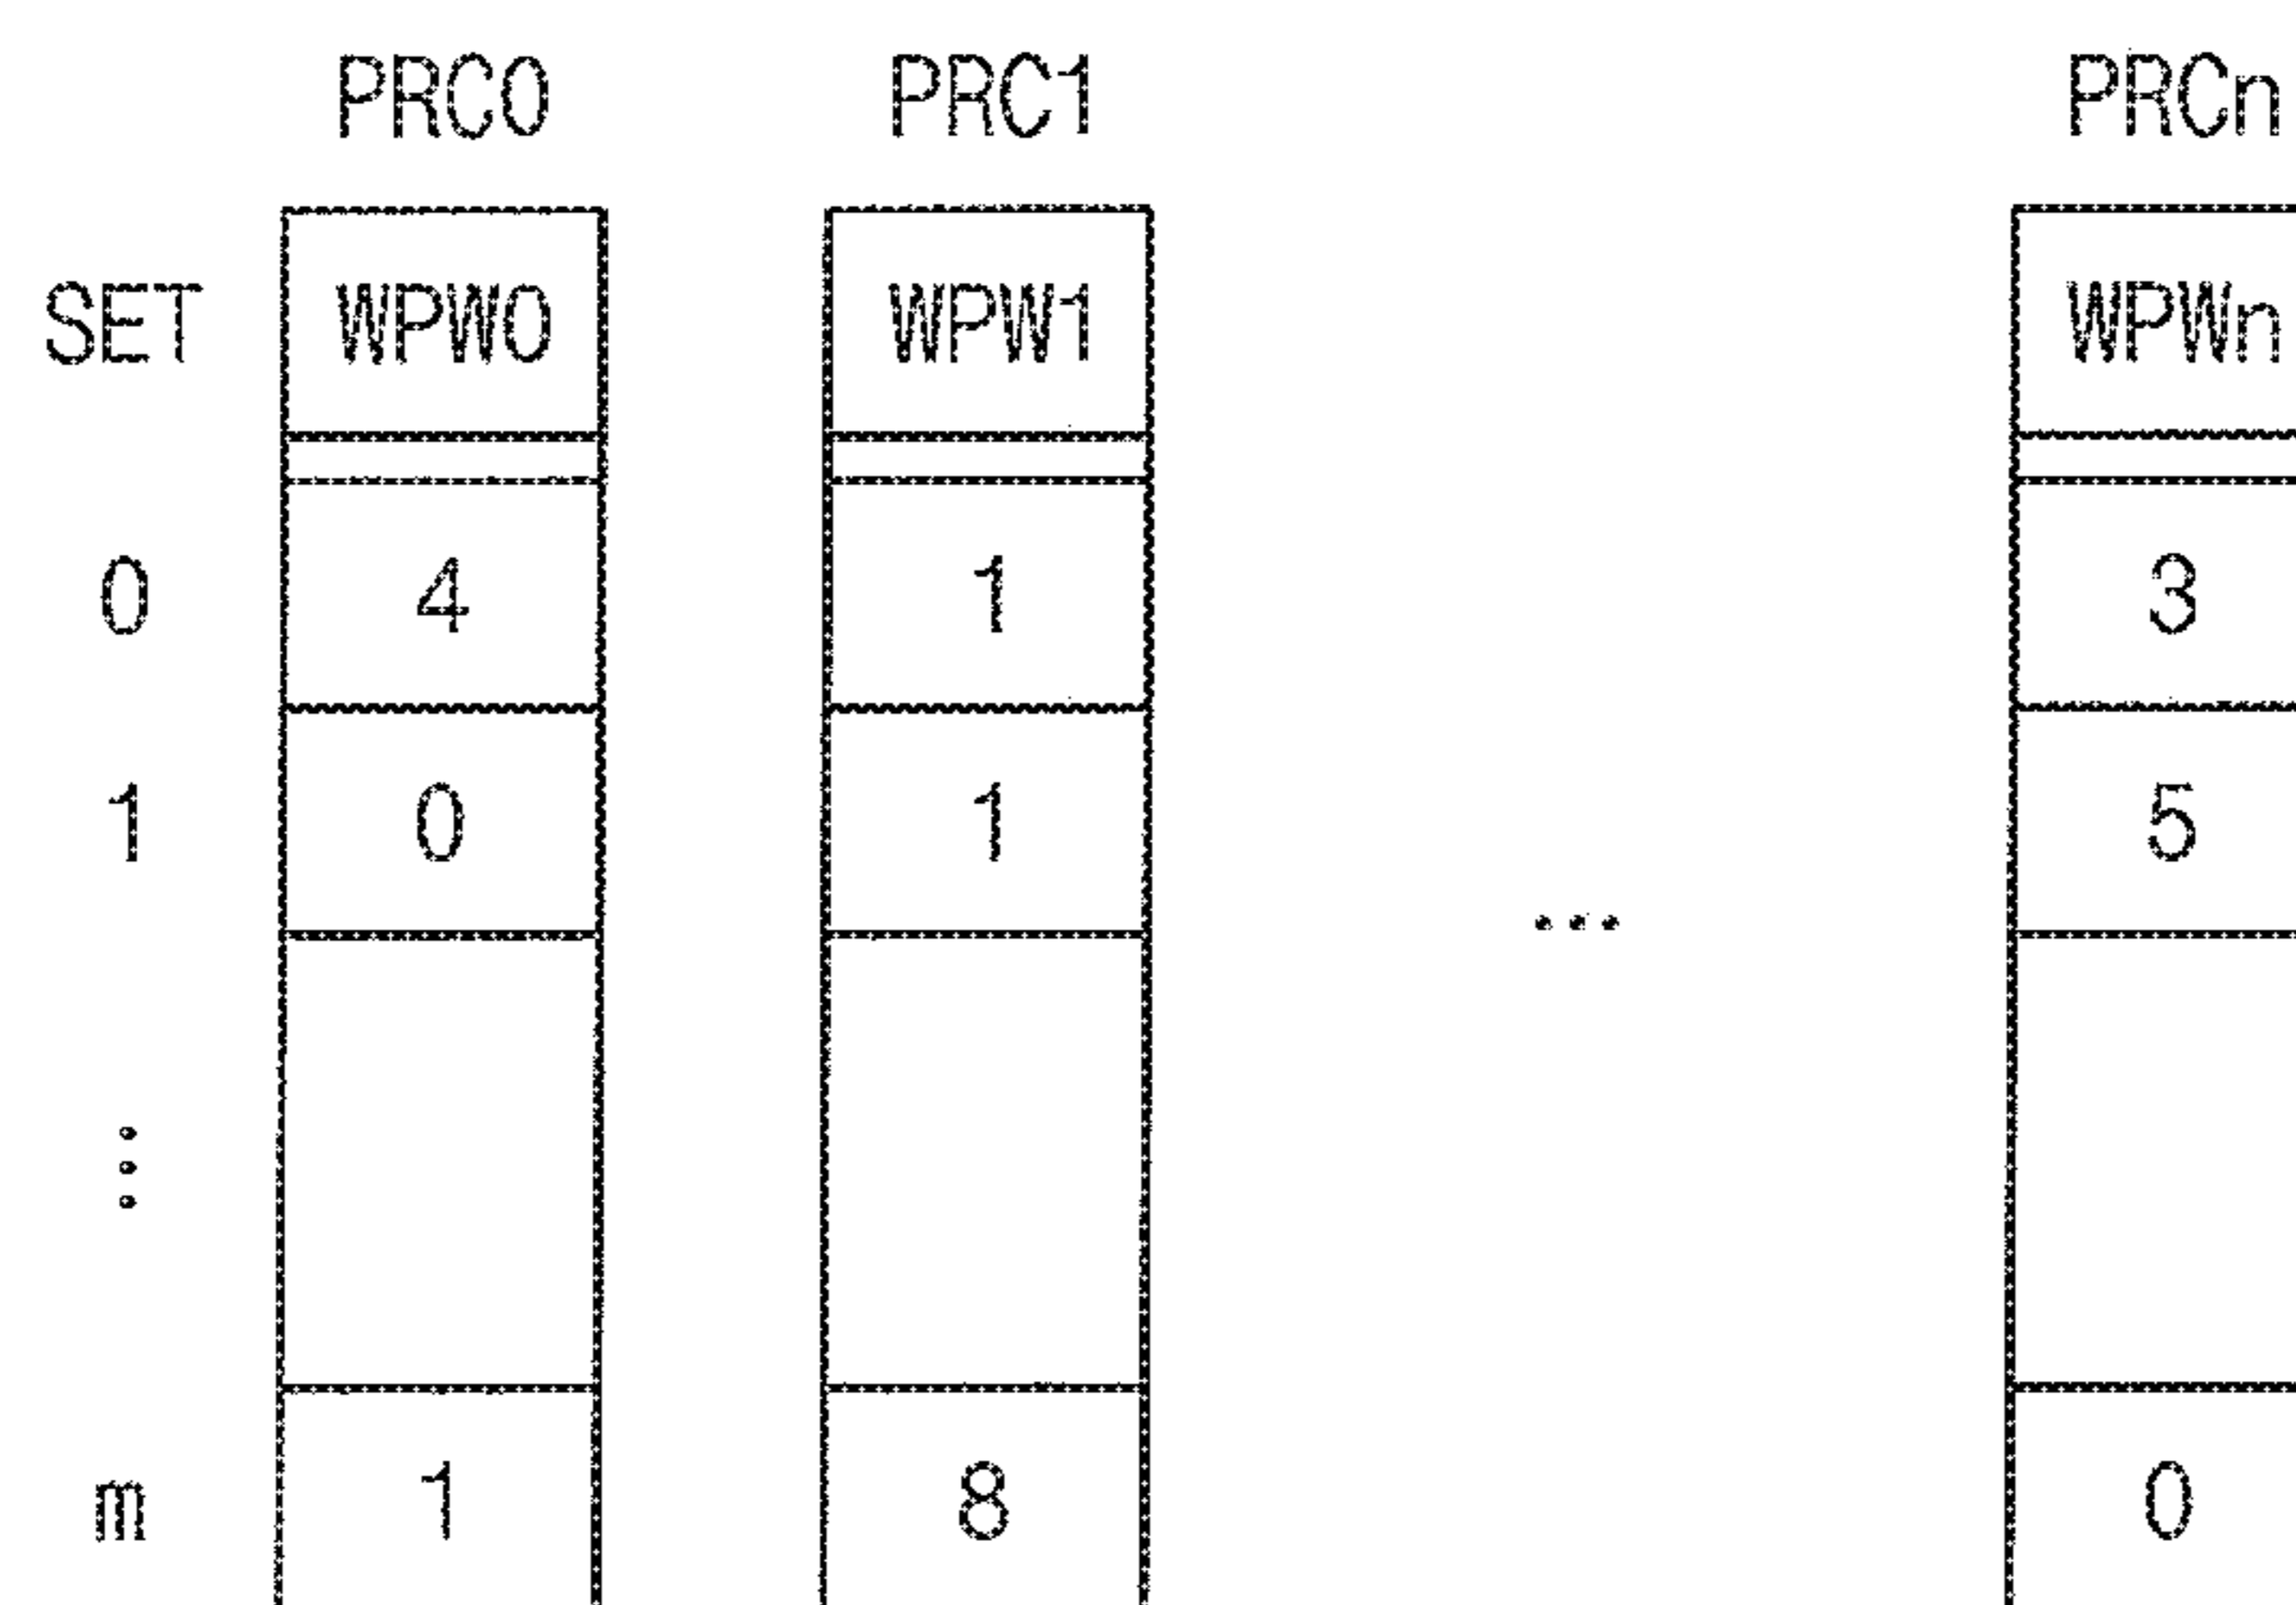 PRC0 PRC1 PRCn
SET WPW0 WPW1 WPWn
0 4 1 3
1 0 1 5
...
⋮
m 1 8 0